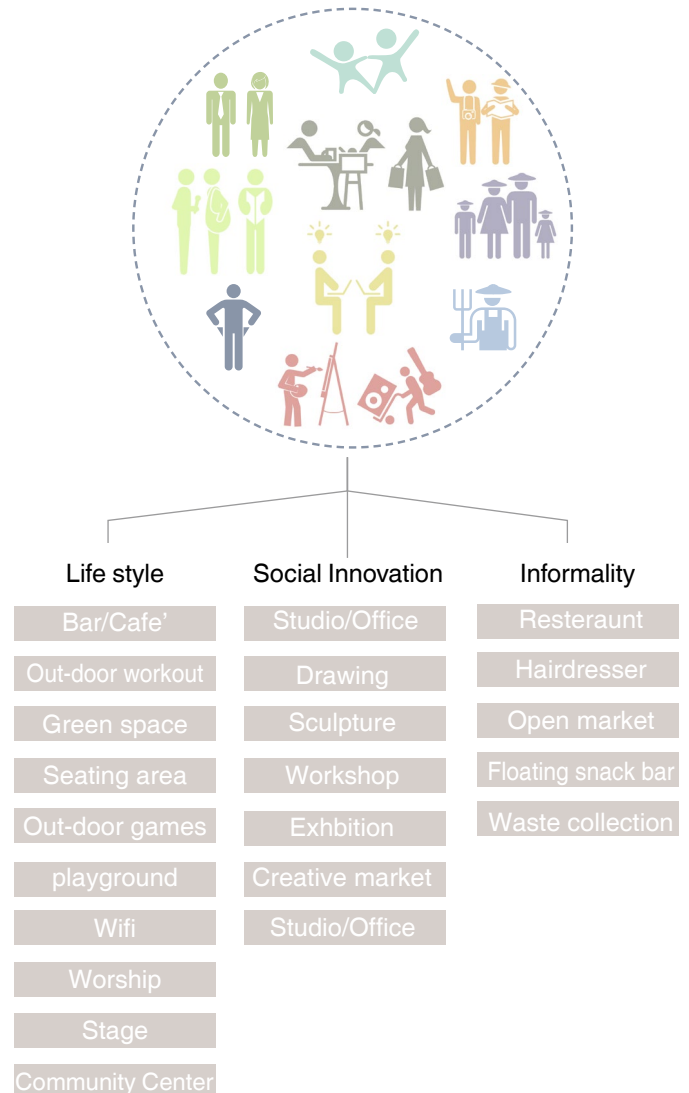 Life style
Bar/Cafe’
Out-door workout
Green space
Seating area
Out-door games
playground
Wifi
Worship
Stage
Community Center
Social Innovation
Studio/Office
Drawing
Sculpture
Workshop
Exhbition
Creative market
Studio/Office
Informality
Resteraunt
Hairdresser
Open market
Floating snack bar
Waste collection